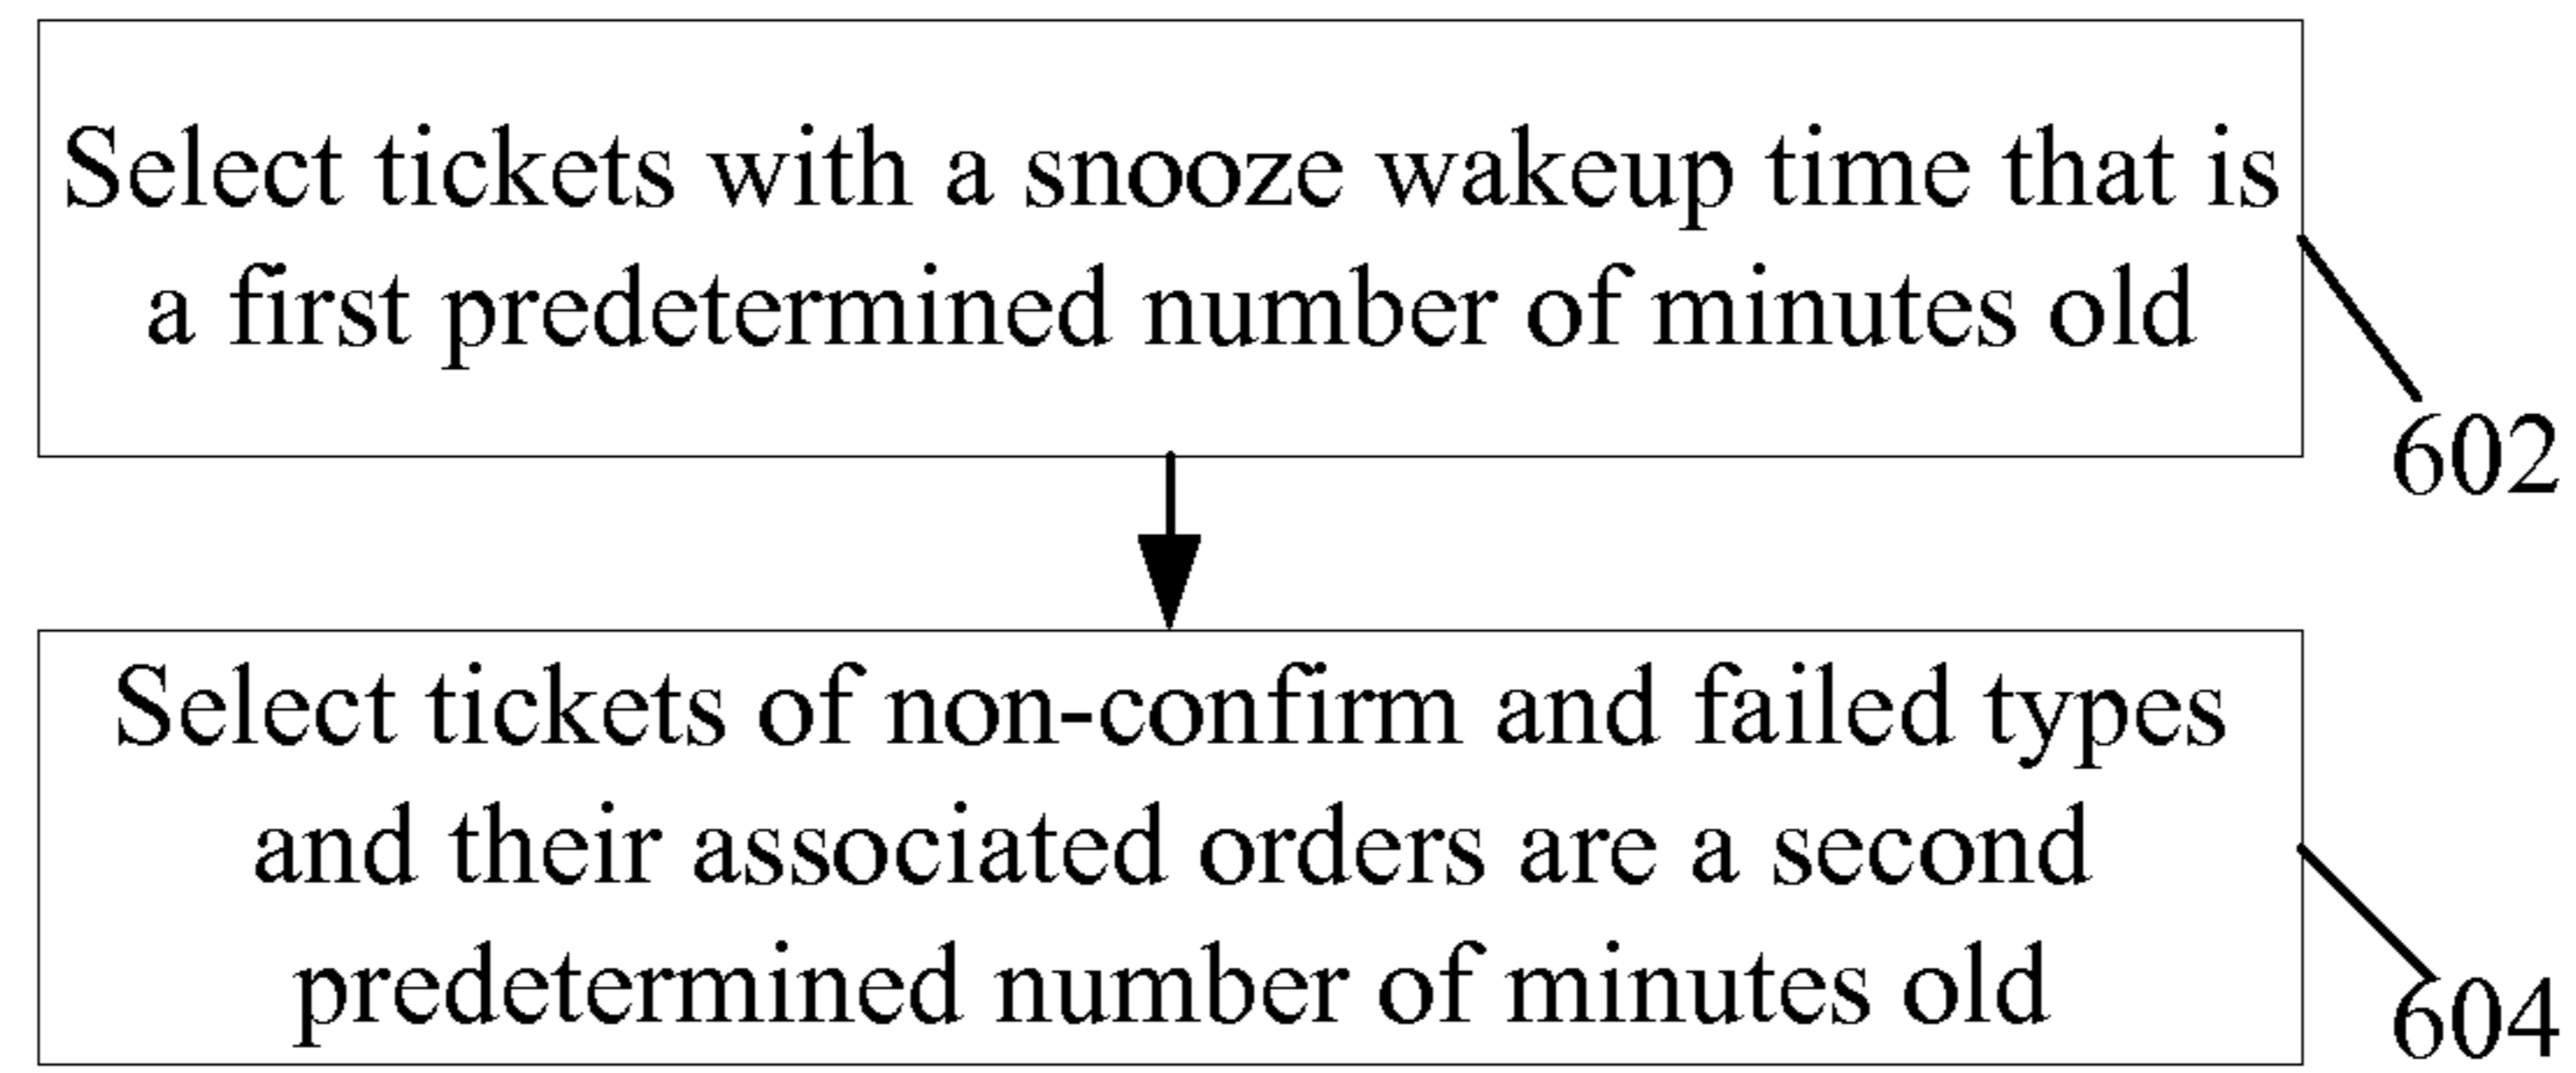 Select tickets with a snooze wakeup time that is
a first predetermined number of minutes old
602
Select tickets of non-confirm and failed types
and their associated orders are a second
predetermined number of minutes old
604